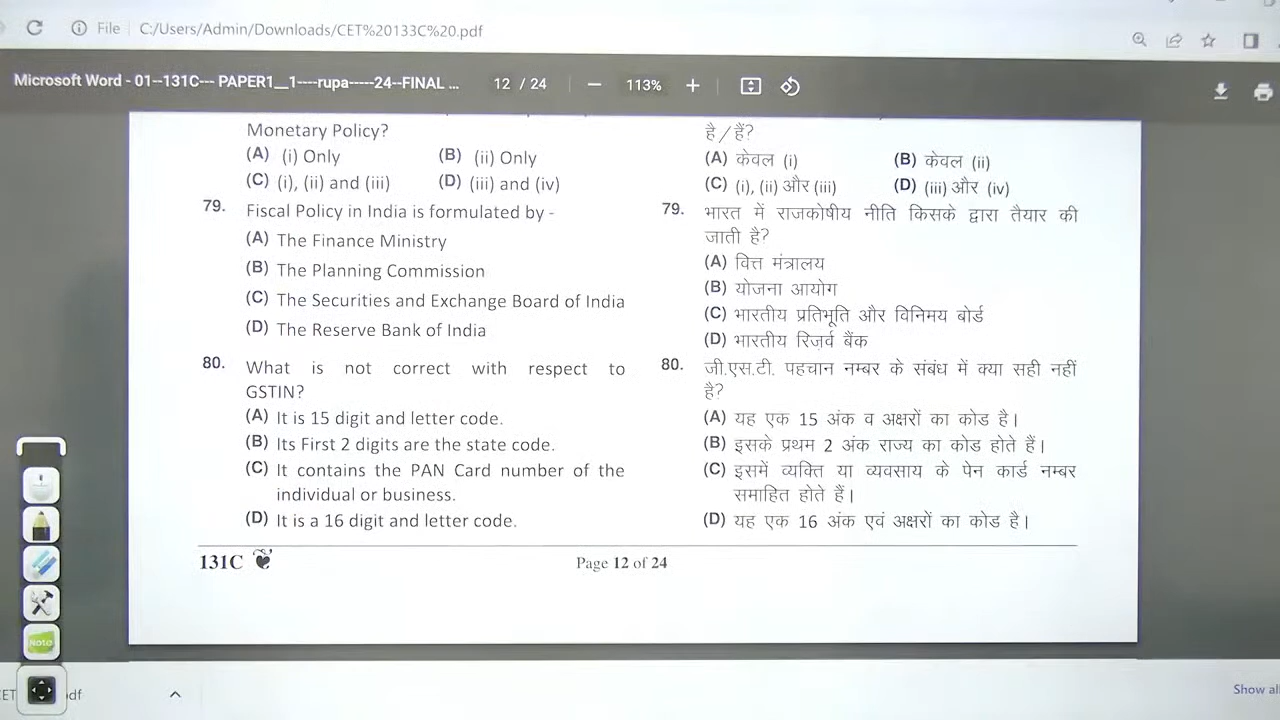 File C:/Users/Admin/Downloads/CET%20133C%20.pdf
Microsoft Word - 01--131C--- PAPER1__1----rupa-----24--FINAL ... 12 / 24 113%
Monetary Policy?
(A) (i) Only (B) (ii) Only
(C) (i), (ii) and (iii) (D) (iii) and (iv)
79. Fiscal Policy in India is formulated by -
(A) The Finance Ministry
(B) The Planning Commission
(C) The Securities and Exchange Board of India
(D) The Reserve Bank of India
80. What is not correct with respect to
GSTIN?
(A) It is 15 digit and letter code.
(B) Its First 2 digits are the state code.
(C) It contains the PAN Card number of the
individual or business.
(D) It is a 16 digit and letter code.
है / हैं?
(A) केवल (i) (B) केवल (ii)
(C) (i), (ii) और (iii) (D) (iii) और (iv)
79. भारत में राजकोषीय नीति किसके द्वारा तैयार की
जाती है?
(A) वित्त मंत्रालय
(B) योजना आयोग
(C) भारतीय प्रतिभूति और विनिमय बोर्ड
(D) भारतीय रिज़र्व बैंक
80. जी.एस.टी. पहचान नम्बर के संबंध में क्या सही नहीं
है?
(A) यह एक 15 अंक व अक्षरों का कोड है।
(B) इसके प्रथम 2 अंक राज्य का कोड होते हैं।
(C) इसमें व्यक्ति या व्यवसाय के पेन कार्ड नम्बर
समाहित होते हैं।
(D) यह एक 16 अंक एवं अक्षरों का कोड है।
131C Page 12 of 24
NOTE
CET df
Show all